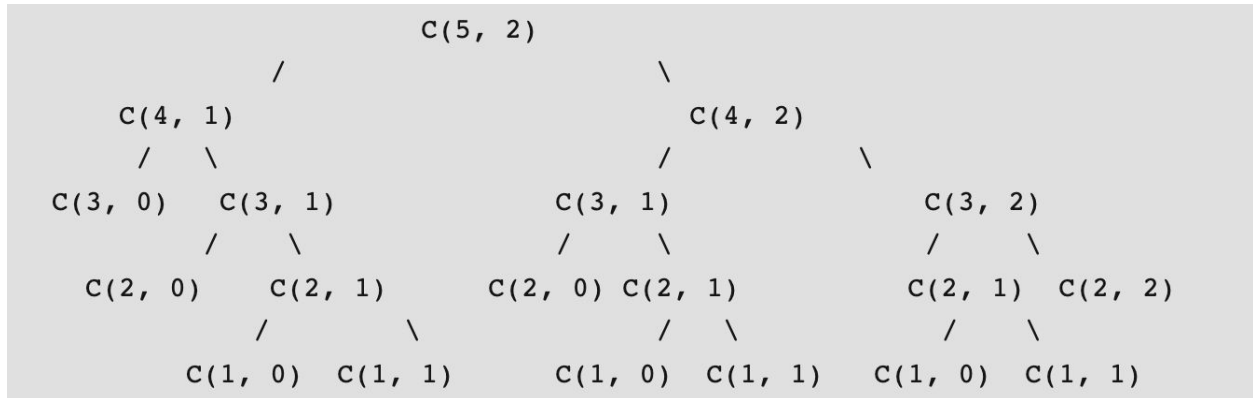 C(5, 2)
/ \
C(4, 1) C(4, 2)
/ \ / \
C(3, 0) C(3, 1) C(3, 1) C(3, 2)
/ \ / \ / \
C(2, 0) C(2, 1) C(2, 0) C(2, 1) C(2, 1) C(2, 2)
/ \ / \ / \
C(1, 0) C(1, 1) C(1, 0) C(1, 1) C(1, 0) C(1, 1)